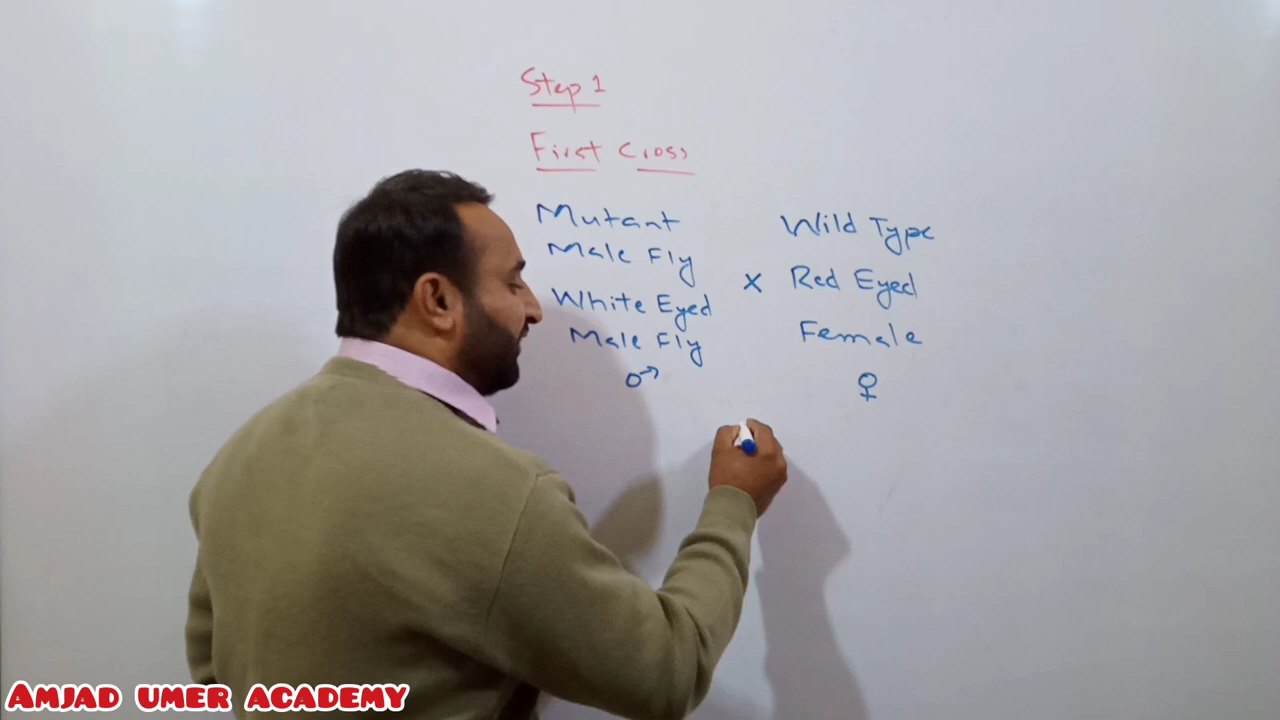 Step 1
First Cross
Mutant
Male Fly
White Eyed
Male Fly
♂
×
Wild Type
Red Eyed
Female
♀
AMJAD UMER ACADEMY